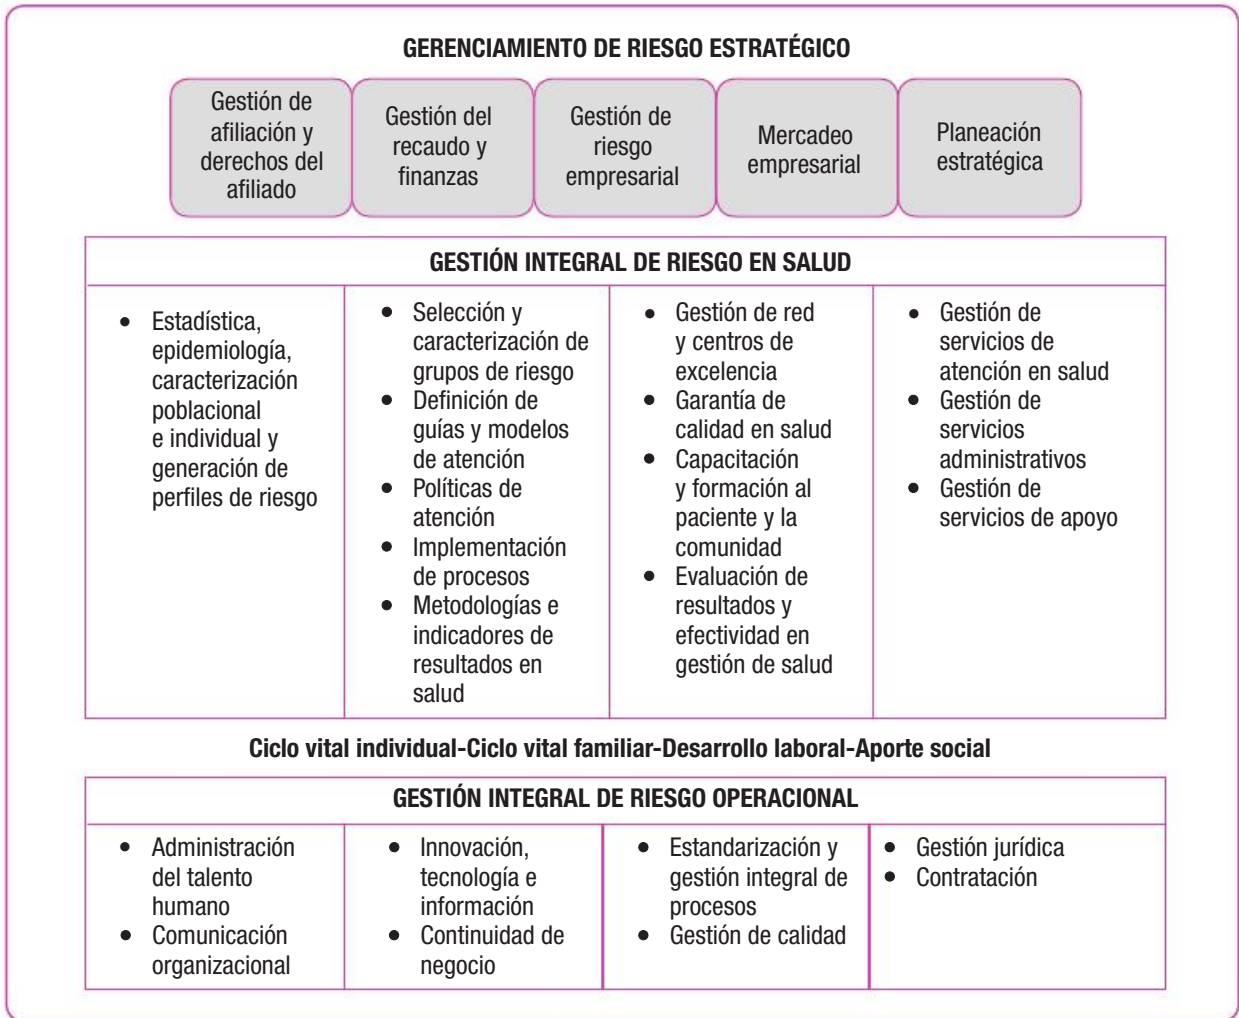 GERENCIAMIENTO DE RIESGO ESTRATÉGICO
Gestión de
afiliación y
derechos del
afiliado
Gestión del
recaudo y
finanzas
Gestión de
riesgo
empresarial
Mercadeo
empresarial
Planeación
estratégica
GESTIÓN INTEGRAL DE RIESGO EN SALUD
• Estadística,
epidemiología,
caracterización
poblacional
e individual y
generación de
perfiles de riesgo
• Selección y
caracterización de
grupos de riesgo
• Definición de
guías y modelos
de atención
• Políticas de
atención
• Implementación
de procesos
• Metodologías e
indicadores de
resultados en
salud
• Gestión de red
y centros de
excelencia
• Garantía de
calidad en salud
• Capacitación
y formación al
paciente y la
comunidad
• Evaluación de
resultados y
efectividad en
gestión de salud
• Gestión de
servicios de
atención en salud
• Gestión de
servicios
administrativos
• Gestión de
servicios de apoyo
Ciclo vital individual-Ciclo vital familiar-Desarrollo laboral-Aporte social
GESTIÓN INTEGRAL DE RIESGO OPERACIONAL
• Administración
del talento
humano
• Comunicación
organizacional
• Innovación,
tecnología e
información
• Continuidad de
negocio
• Estandarización y
gestión integral de
procesos
• Gestión de calidad
• Gestión jurídica
• Contratación